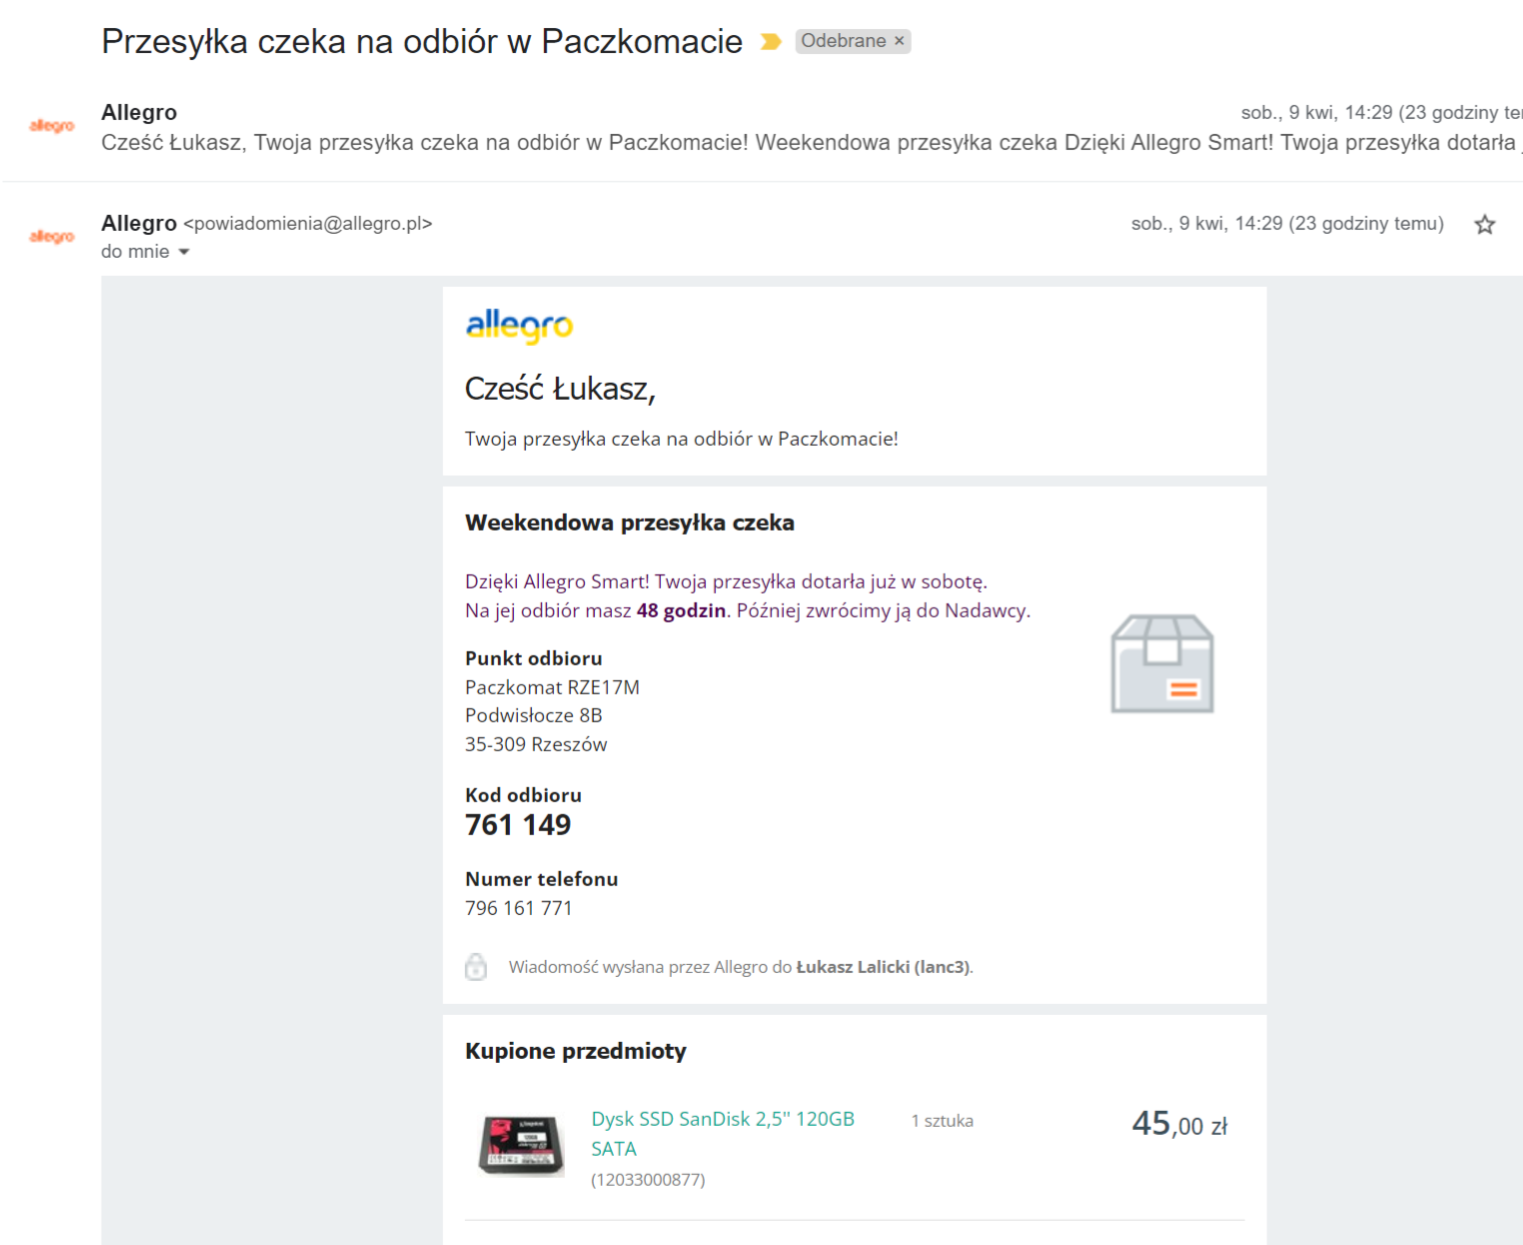 Przesyłka czeka na odbiór w Paczkomacie Odebrane ×
allegro
Allegro sob., 9 kwi, 14:29 (23 godziny
Cześć Łukasz, Twoja przesyłka czeka na odbiór w Paczkomacie! Weekendowa przesyłka czeka Dzięki Allegro Smart! Twoja przesyłka dotarła
allegro
Allegro <powiadomienia@allegro.pl> sob., 9 kwi, 14:29 (23 godziny temu)
do mnie
allegro
Cześć Łukasz,
Twoja przesyłka czeka na odbiór w Paczkomacie!
Weekendowa przesyłka czeka
Dzięki Allegro Smart! Twoja przesyłka dotarła już w sobotę.
Na jej odbiór masz 48 godzin. Później zwrócimy ją do Nadawcy.
Punkt odbioru
Paczkomat RZE17M
Podwisłocze 8B
35-309 Rzeszów
Kod odbioru
761 149
Numer telefonu
796 161 771
Wiadomość wysłana przez Allegro do Łukasz Lalicki (lanc3).
Kupione przedmioty
Dysk SSD SanDisk 2,5" 120GB 1 sztuka 45,00 zł
SATA
(12033000877)